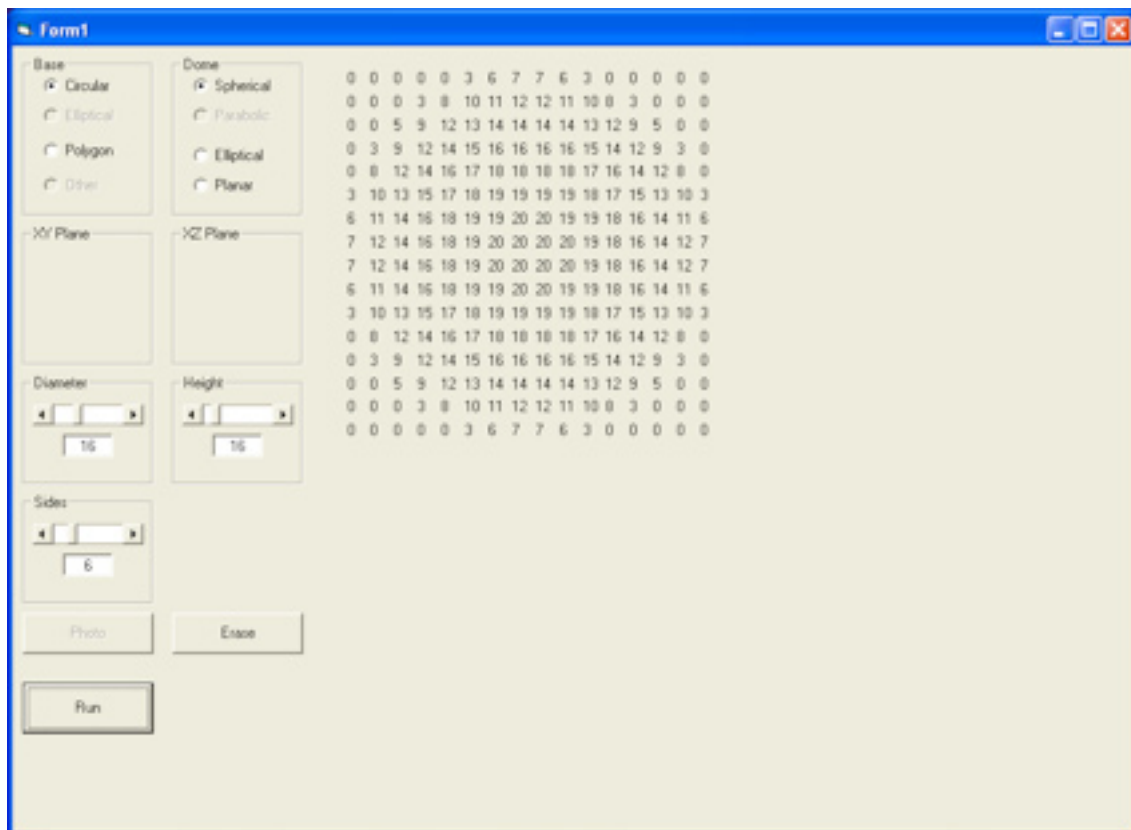 Form1
Base
Circular
Elliptical
Polygon
Other
Dome
Spherical
Parabolic
Elliptical
Planar
XY Plane
XZ Plane
Diameter
16
Height
16
Sides
6
Photo
Erase
Run
0 0 0 0 0 3 6 7 7 6 3 0 0 0 0 0
0 0 0 3 8 10 11 12 12 11 10 8 3 0 0 0
0 0 5 9 12 13 14 14 14 14 13 12 9 5 0 0
0 3 9 12 14 15 16 16 16 16 15 14 12 9 3 0
0 8 12 14 16 17 18 18 18 18 17 16 14 12 8 0
3 10 13 15 17 18 19 19 19 19 18 17 15 13 10 3
6 11 14 16 18 19 19 20 20 19 19 18 16 14 11 6
7 12 14 16 18 19 20 20 20 20 19 18 16 14 12 7
7 12 14 16 18 19 20 20 20 20 19 18 16 14 12 7
6 11 14 16 18 19 19 20 20 19 19 18 16 14 11 6
3 10 13 15 17 18 19 19 19 19 18 17 15 13 10 3
0 8 12 14 16 17 18 18 18 18 17 16 14 12 8 0
0 3 9 12 14 15 16 16 16 16 15 14 12 9 3 0
0 0 5 9 12 13 14 14 14 14 13 12 9 5 0 0
0 0 0 3 8 10 11 12 12 11 10 8 3 0 0 0
0 0 0 0 0 3 6 7 7 6 3 0 0 0 0 0